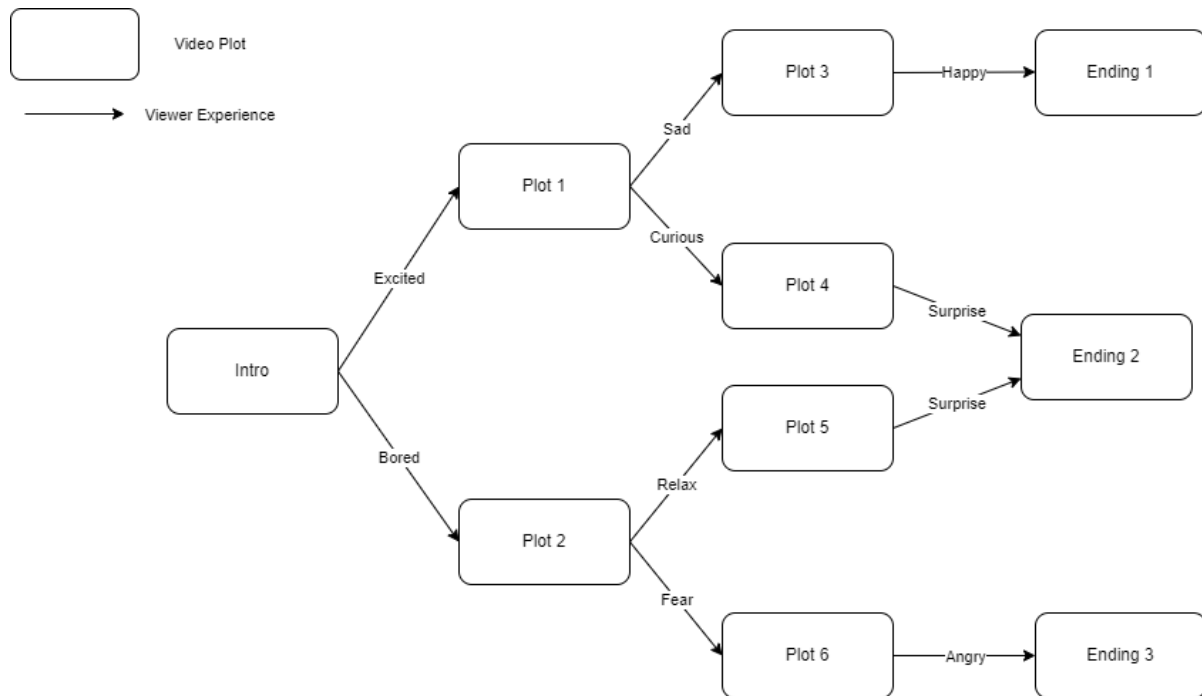 Video Plot
Viewer Experience
Intro
Excited
Bored
Plot 1
Plot 2
Sad
Curious
Relax
Fear
Plot 3
Plot 4
Plot 5
Plot 6
Happy
Surprise
Surprise
Angry
Ending 1
Ending 2
Ending 3